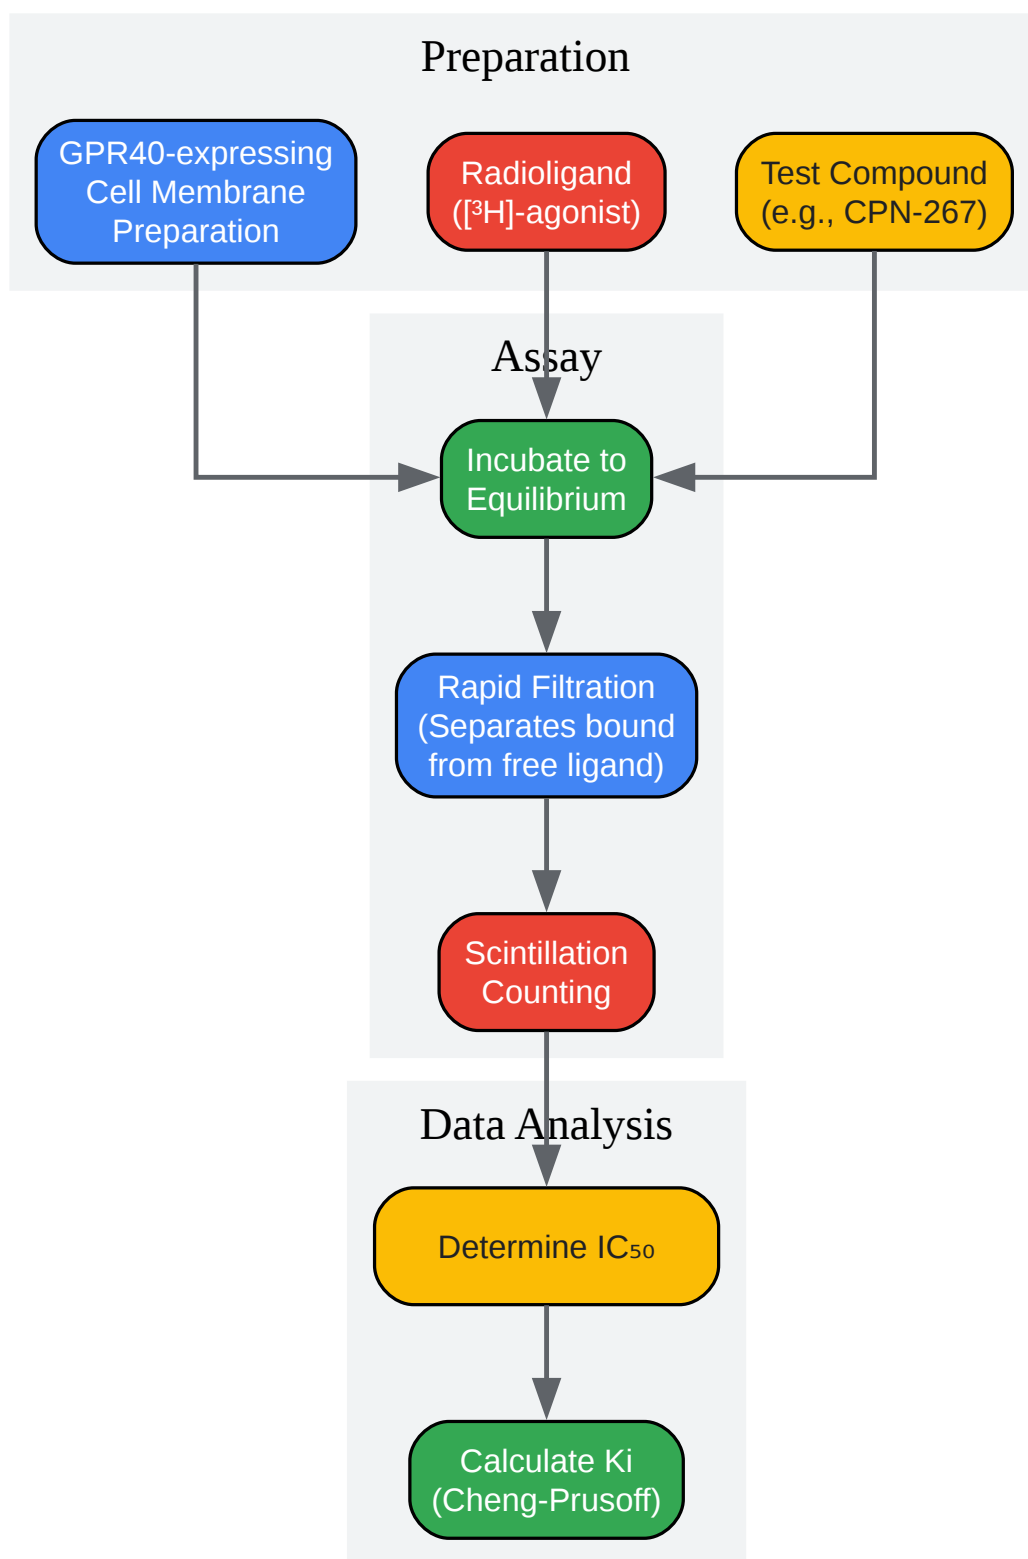 Preparation
GPR40-expressing
Cell Membrane
Preparation
Radioligand
([³H]-agonist)
Test Compound
(e.g., CPN-267)
Assay
Incubate to
Equilibrium
Rapid Filtration
(Separates bound
from free ligand)
Scintillation
Counting
Data Analysis
Determine IC₅₀
Calculate Ki
(Cheng-Prusoff)